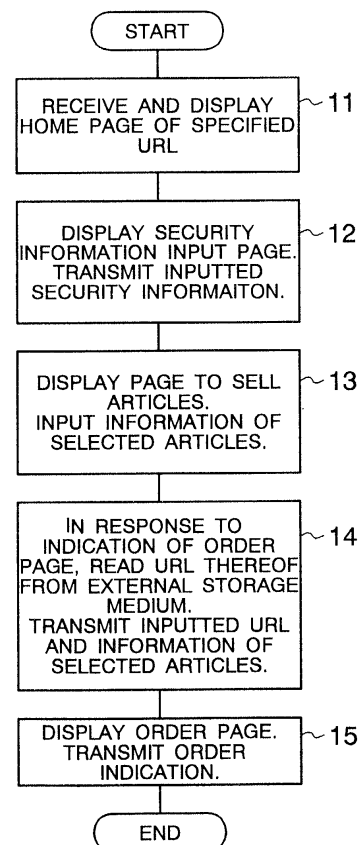 START
RECEIVE AND DISPLAY
HOME PAGE OF SPECIFIED
URL
11
DISPLAY SECURITY
INFORMATION INPUT PAGE.
TRANSMIT INPUTTED
SECURITY INFORMAITON.
12
DISPLAY PAGE TO SELL
ARTICLES.
INPUT INFORMATION OF
SELECTED ARTICLES.
13
IN RESPONSE TO
INDICATION OF ORDER
PAGE, READ URL THEREOF
FROM EXTERNAL STORAGE
MEDIUM.
TRANSMIT INPUTTED URL
AND INFORMATION OF
SELECTED ARTICLES.
14
DISPLAY ORDER PAGE.
TRANSMIT ORDER
INDICATION.
15
END